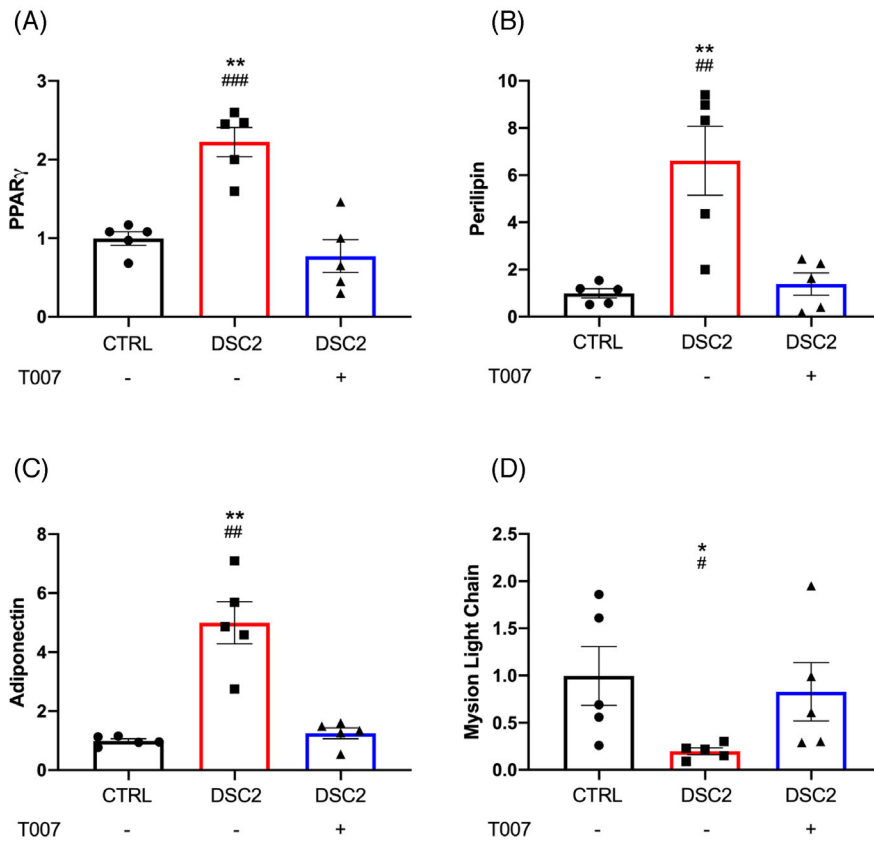 (A)
**
###
3
2
1
0
PPARγ
CTRL DSC2 DSC2
T007 - - +
(B)
**
##
10
8
6
4
2
0
Perilipin
CTRL DSC2 DSC2
T007 - - +
(C)
**
##
8
6
4
2
0
Adiponectin
CTRL DSC2 DSC2
T007 - - +
(D)
*
#
2.5
2.0
1.5
1.0
0.5
0.0
Mysion Light Chain
CTRL DSC2 DSC2
T007 - - +